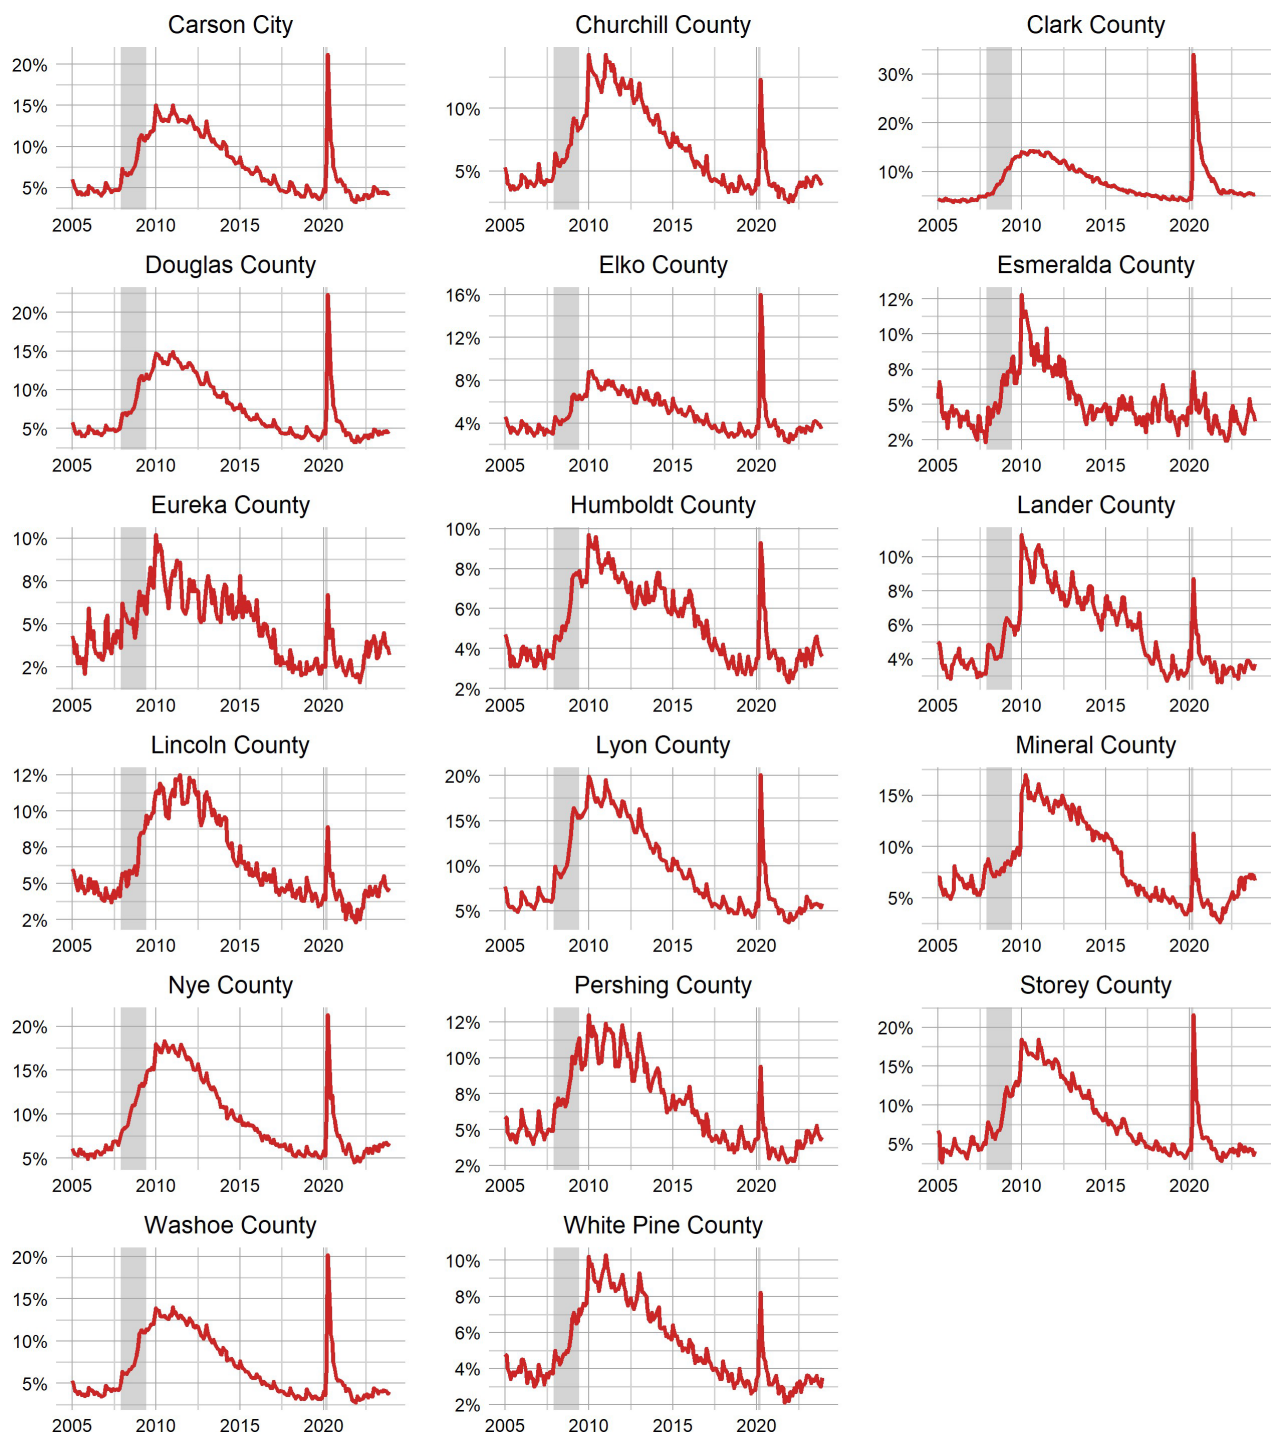 Carson City
20%
15%
10%
5%
2005 2010 2015 2020
Churchill County
10%
5%
2005 2010 2015 2020
Clark County
30%
20%
10%
2005 2010 2015 2020
Douglas County
20%
15%
10%
5%
2005 2010 2015 2020
Elko County
16%
12%
8%
4%
2005 2010 2015 2020
Esmeralda County
12%
10%
8%
5%
2%
2005 2010 2015 2020
Eureka County
10%
8%
5%
2%
2005 2010 2015 2020
Humboldt County
10%
8%
6%
4%
2%
2005 2010 2015 2020
Lander County
10%
8%
6%
4%
2005 2010 2015 2020
Lincoln County
12%
10%
8%
5%
2%
2005 2010 2015 2020
Lyon County
20%
15%
10%
5%
2005 2010 2015 2020
Mineral County
15%
10%
5%
2005 2010 2015 2020
Nye County
20%
15%
10%
5%
2005 2010 2015 2020
Pershing County
12%
10%
8%
5%
2%
2005 2010 2015 2020
Storey County
20%
15%
10%
5%
2005 2010 2015 2020
Washoe County
20%
15%
10%
5%
2005 2010 2015 2020
White Pine County
10%
8%
6%
4%
2%
2005 2010 2015 2020